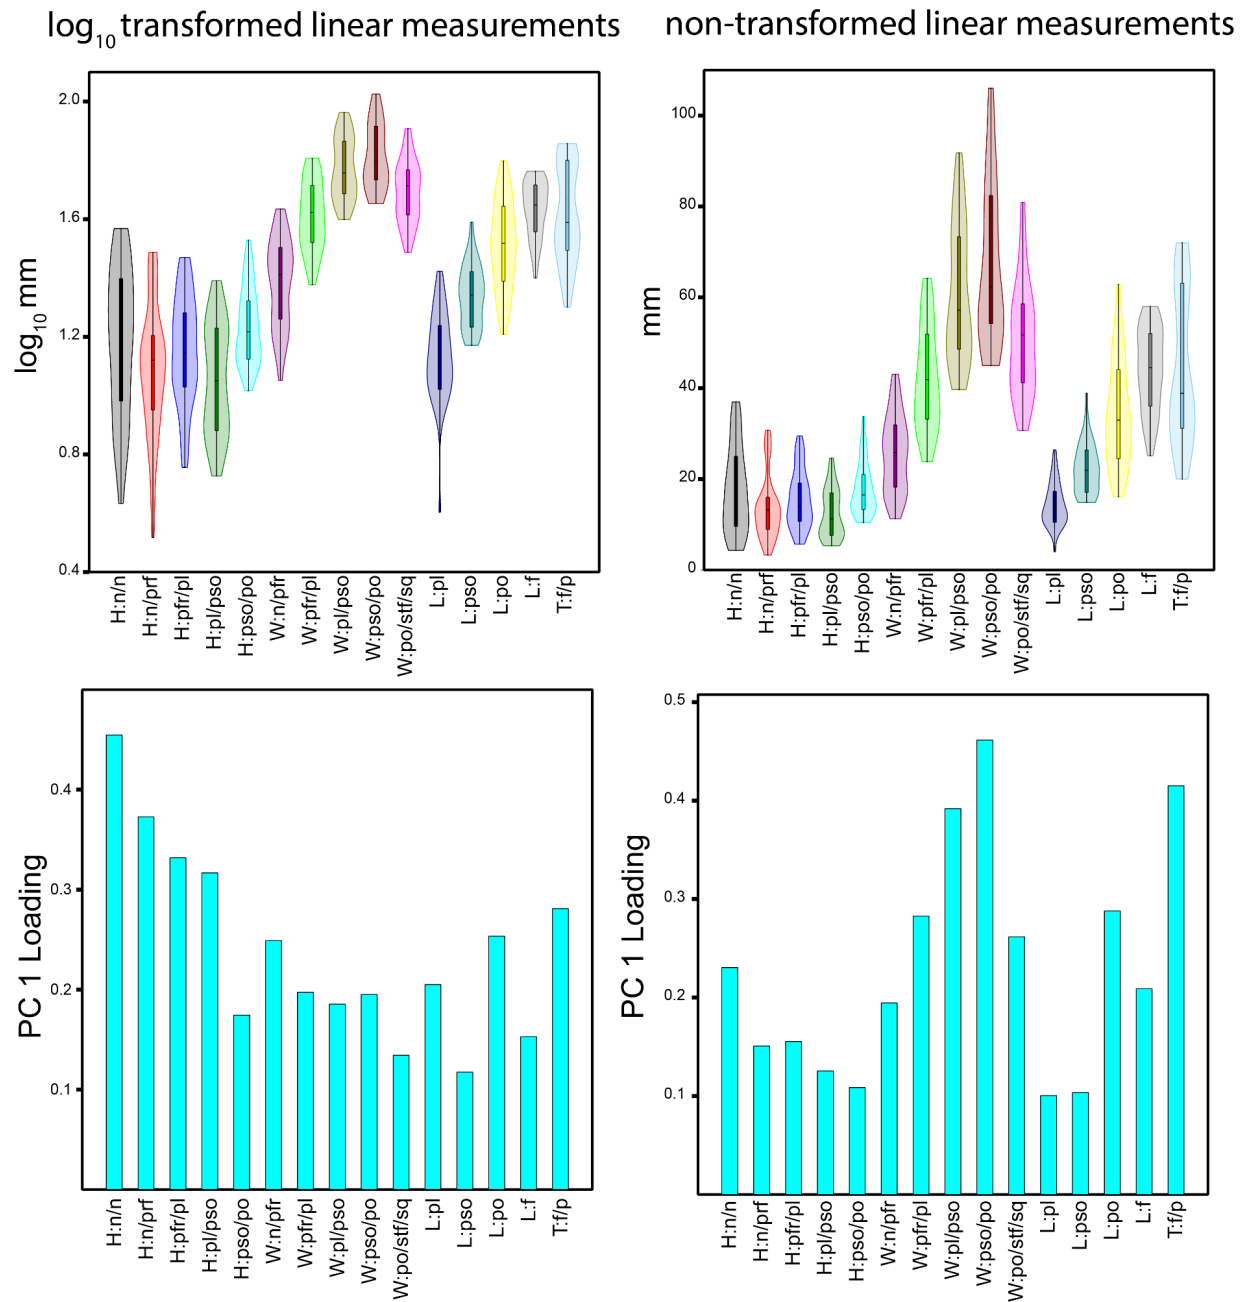 log10 transformed linear measurements
non-transformed linear measurements
log10 mm
2.0
1.6
1.2
0.8
0.4
H:n/n
H:n/prf
H:pfr/pl
H:pl/pso
H:pso/po
W:n/pfr
W:pfr/pl
W:pl/pso
W:pso/po
W:po/stf/sq
L:pl
L:pso
L:po
L:f
T:f/p
mm
100
80
60
40
20
0
H:n/n
H:n/prf
H:pfr/pl
H:pl/pso
H:pso/po
W:n/pfr
W:pfr/pl
W:pl/pso
W:pso/po
W:po/stf/sq
L:pl
L:pso
L:po
L:f
T:f/p
PC 1 Loading
0.4
0.3
0.2
0.1
H:n/n
H:n/prf
H:pfr/pl
H:pl/pso
H:pso/po
W:n/pfr
W:pfr/pl
W:pl/pso
W:pso/po
W:po/stf/sq
L:pl
L:pso
L:po
L:f
T:f/p
PC 1 Loading
0.5
0.4
0.3
0.2
0.1
H:n/n
H:n/prf
H:pfr/pl
H:pl/pso
H:pso/po
W:n/pfr
W:pfr/pl
W:pl/pso
W:pso/po
W:po/stf/sq
L:pl
L:pso
L:po
L:f
T:f/p